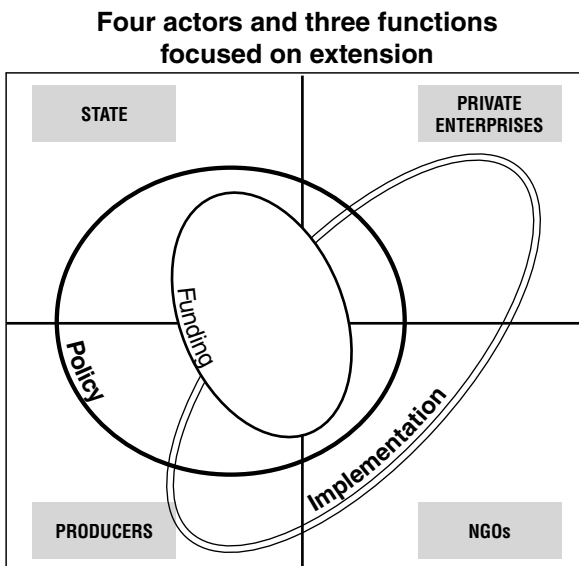 Four actors and three functions
focused on extension
STATE
PRIVATE
ENTERPRISES
Funding
Policy
Implementation
PRODUCERS
NGOs